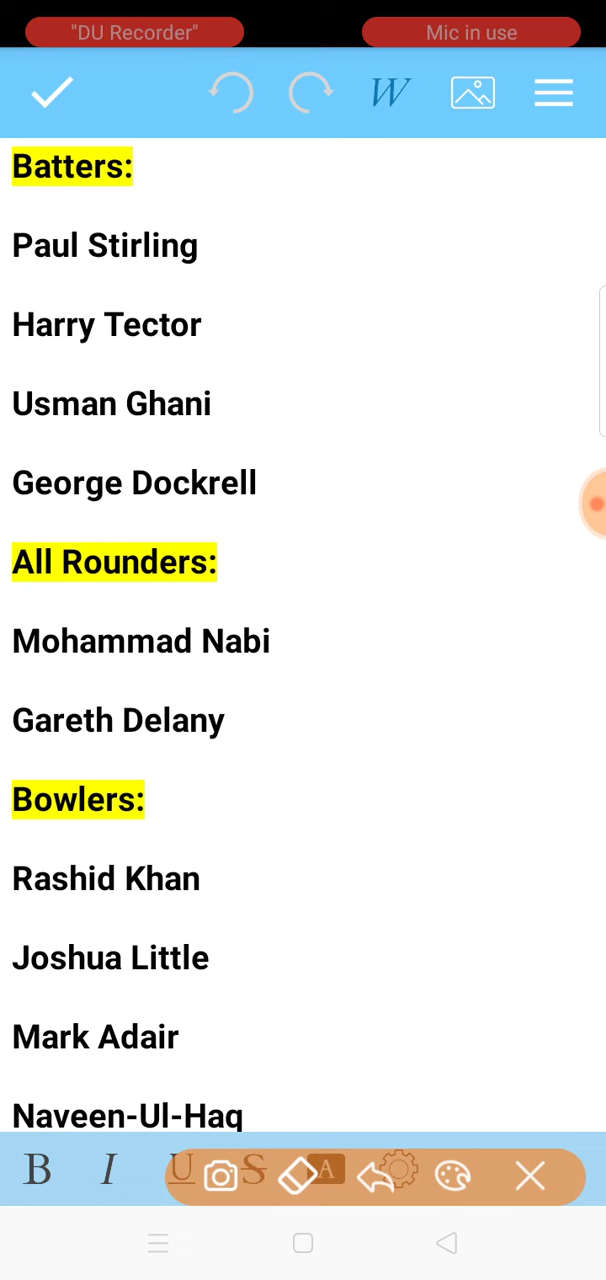 "DU Recorder" Mic in use
W
Batters:
Paul Stirling
Harry Tector
Usman Ghani
George Dockrell
All Rounders:
Mohammad Nabi
Gareth Delany
Bowlers:
Rashid Khan
Joshua Little
Mark Adair
Naveen-Ul-Haq
B I U S A